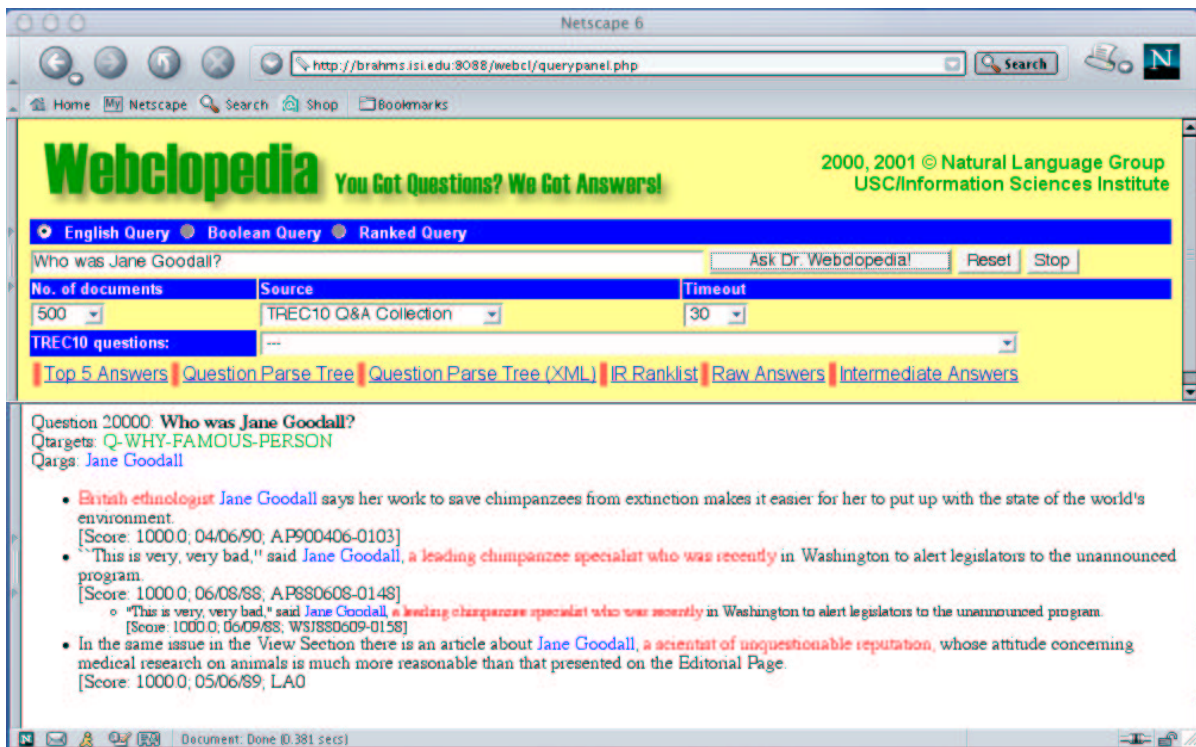 Netscape 6
http://brahms.isi.edu:8088/webcl/querypanel.php
Search
N
Home My Netscape Search Shop Bookmarks
Webclopedia You Got Questions? We Got Answers!
2000, 2001 © Natural Language Group
USC/Information Sciences Institute
English Query Boolean Query Ranked Query
Who was Jane Goodall? Ask Dr. Webclopedia! Reset Stop
No. of documents Source Timeout
500 TREC10 Q&A Collection 30
TREC10 questions: ---
Top 5 Answers Question Parse Tree Question Parse Tree (XML) IR Ranklist Raw Answers Intermediate Answers
Question 20000: Who was Jane Goodall?
Qtargets: Q-WHY-FAMOUS-PERSON
Qargs: Jane Goodall
• British ethnologist Jane Goodall says her work to save chimpanzees from extinction makes it easier for her to put up with the state of the world's
environment.
[Score: 1000.0; 04/06/90; AP900406-0103]
• ``This is very, very bad,'' said Jane Goodall, a leading chimpanzee specialist who was recently in Washington to alert legislators to the unannounced
program.
[Score: 1000.0; 06/08/88; AP880608-0148]
○ "This is very, very bad," said Jane Goodall, a leading chimpanzee specialist who was recently in Washington to alert legislators to the unannounced program.
[Score: 1000.0; 06/09/88; WSJ880609-0158]
• In the same issue in the View Section there is an article about Jane Goodall, a scientist of unquestionable reputation, whose attitude concerning
medical research on animals is much more reasonable than that presented on the Editorial Page.
[Score: 1000.0; 05/06/89; LA0
N Document: Done (0.381 secs)